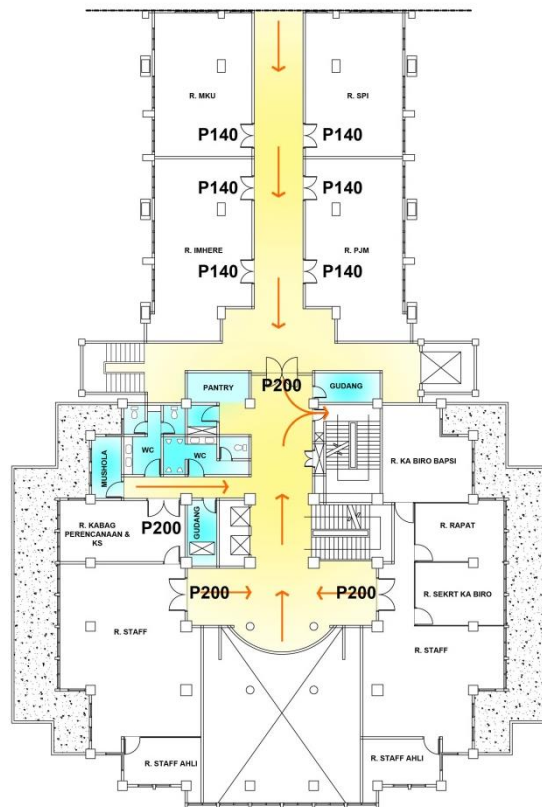 R. MKU
R. SPI
P140
P140
P140
P140
R. IMHERE
R. PJM
P140
P140
P200
PANTRY
GUDANG
WC
WC
MUSHOLA
R. KA BIRO BAPSI
R. KABAG
PERENCANAAN &
KS
P200
GUDANG
R. RAPAT
P200
P200
R. SEKRT KA BIRO
R. STAFF
R. STAFF
R. STAFF AHLI
R. STAFF AHLI